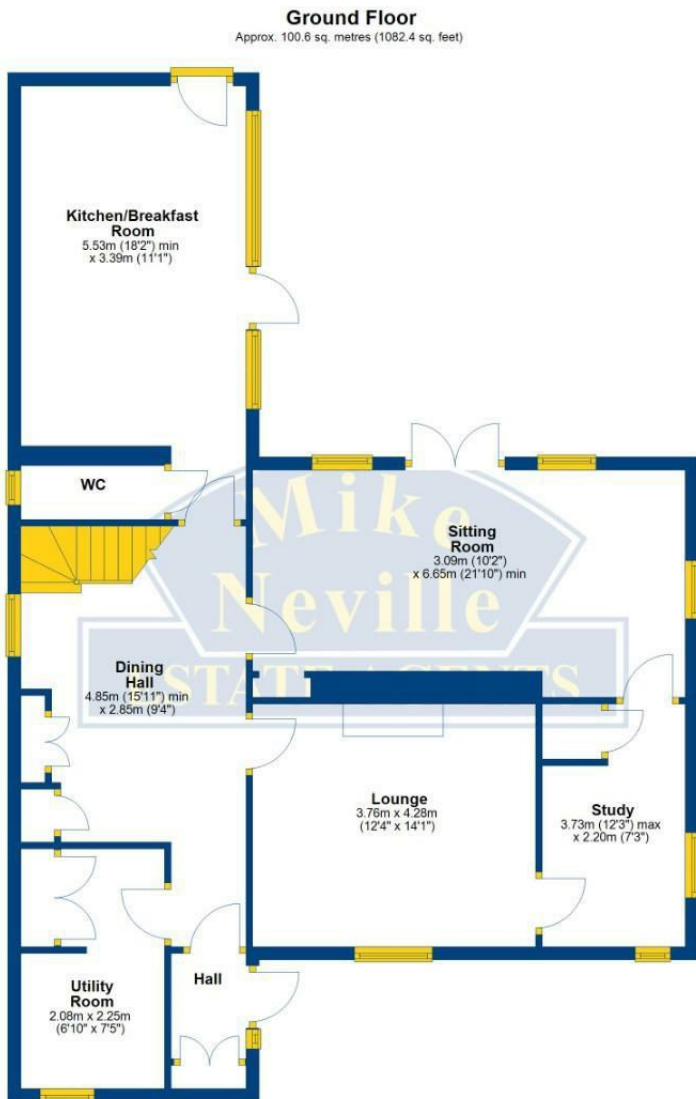 Ground Floor
Approx. 100.6 sq. metres (1082.4 sq. feet)
Kitchen/Breakfast
Room
5.53m (18'2") min
x 3.39m (11'1")
WC
Mike
Neville
ESTATE AGENTS
Sitting
Room
3.09m (10'2")
x 6.65m (21'10") min
Dining
Hall
4.85m (15'11") min
x 2.85m (9'4")
Lounge
3.76m x 4.28m
(12'4" x 14'1")
Study
3.73m (12'3") max
x 2.20m (7'3")
Hall
Utility
Room
2.08m x 2.25m
(6'10" x 7'5")